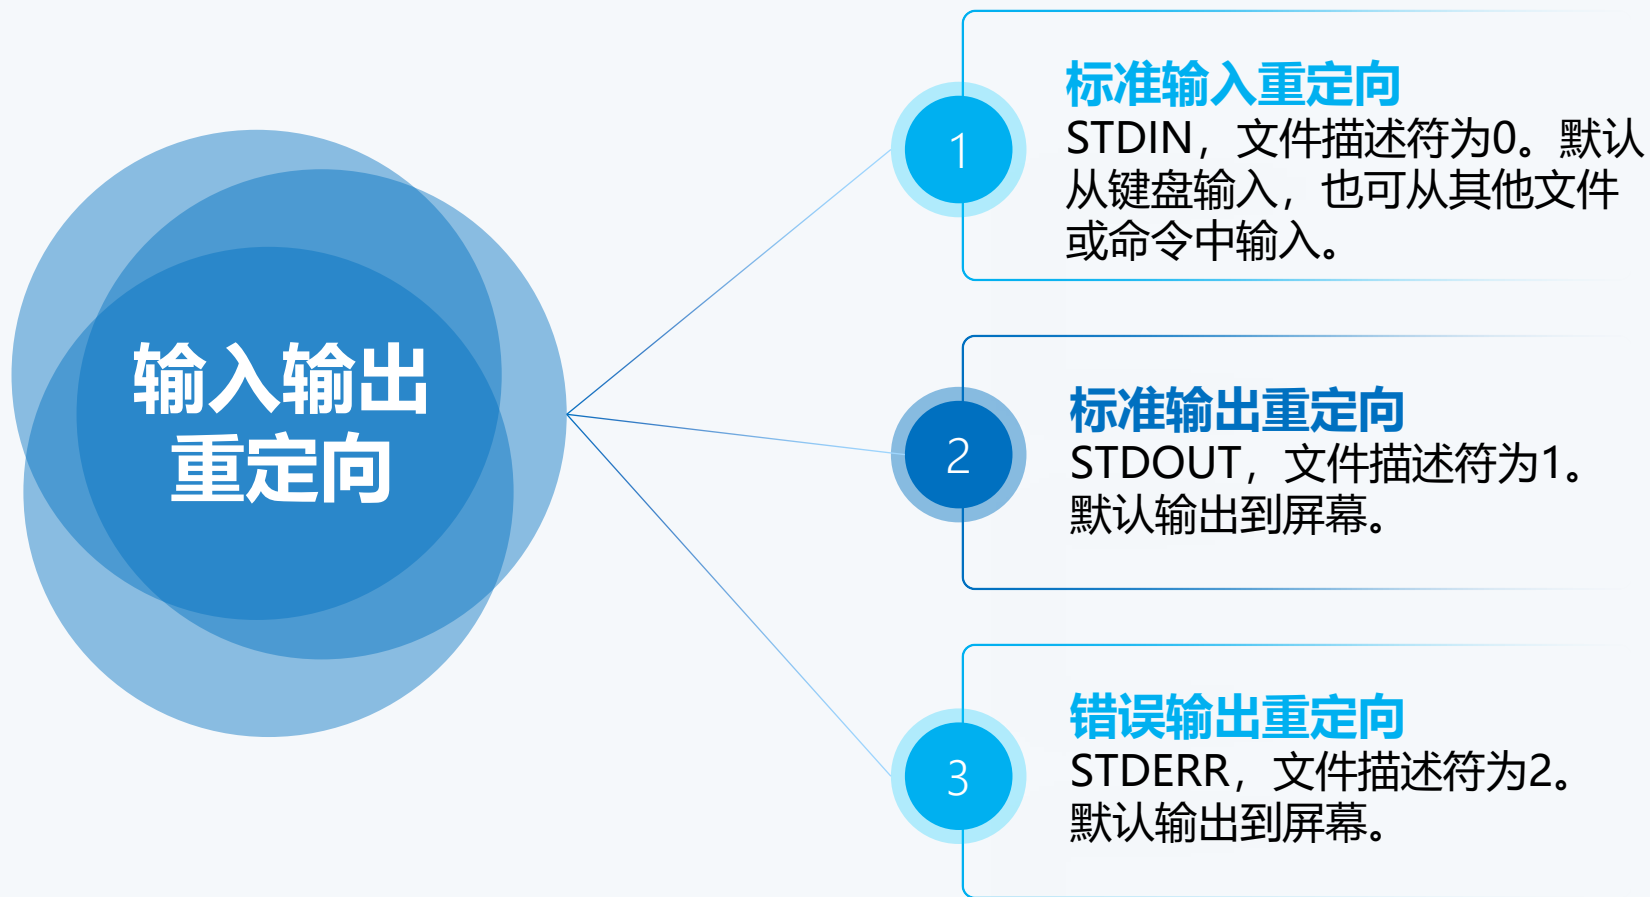 输入输出
重定向
1
标准输入重定向
STDIN，文件描述符为0。默认
从键盘输入，也可从其他文件
或命令中输入。
2
标准输出重定向
STDOUT，文件描述符为1。
默认输出到屏幕。
3
错误输出重定向
STDERR，文件描述符为2。
默认输出到屏幕。